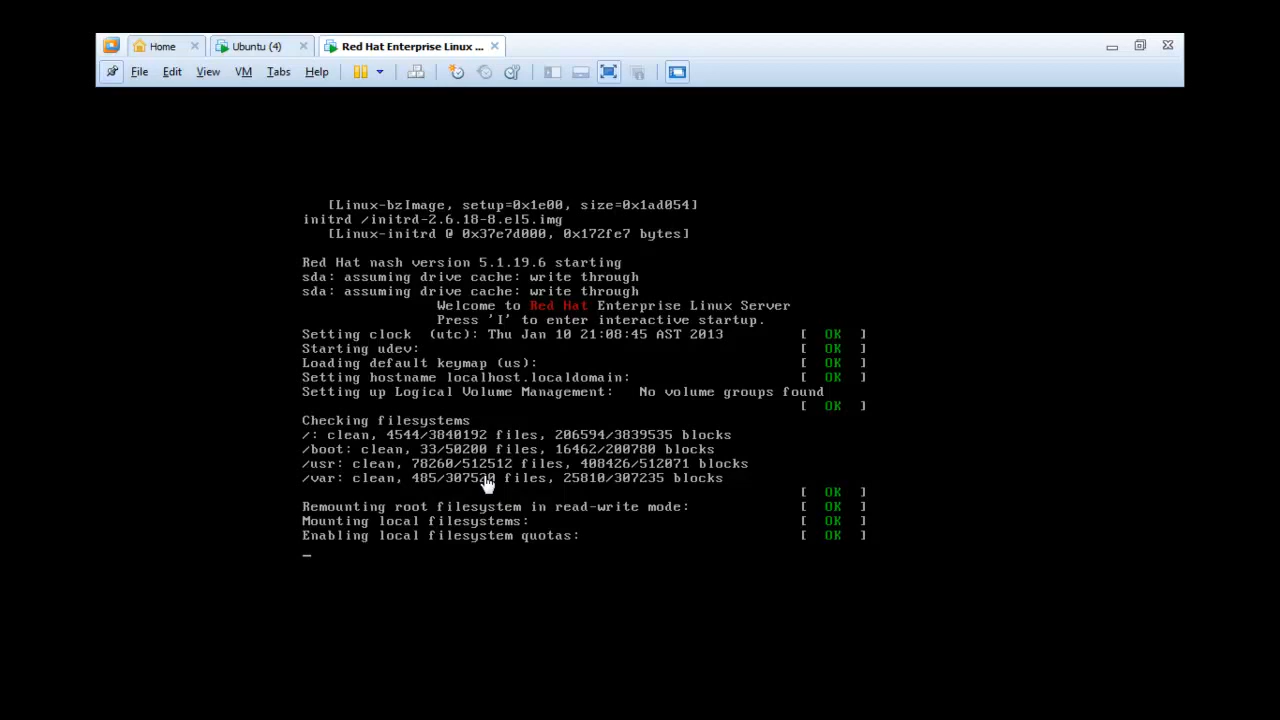 Home Ubuntu (4) Red Hat Enterprise Linux ...
File Edit View VM Tabs Help
[Linux-bzImage, setup=0x1e00, size=0x1ad054]
initrd /initrd-2.6.18-8.el5.img
[Linux-initrd @ 0x37e7d000, 0x172fe7 bytes]
Red Hat nash version 5.1.19.6 starting
sda: assuming drive cache: write through
sda: assuming drive cache: write through
Welcome to Red Hat Enterprise Linux Server
Press 'I' to enter interactive startup.
Setting clock  (utc): Thu Jan 10 21:08:45 AST 2013 [  OK  ]
Starting udev: [  OK  ]
Loading default keymap (us): [  OK  ]
Setting hostname localhost.localdomain: [  OK  ]
Setting up Logical Volume Management:   No volume groups found
[  OK  ]
Checking filesystems
/: clean, 4544/3840192 files, 206594/3839535 blocks
/boot: clean, 33/50200 files, 16462/200780 blocks
/usr: clean, 78260/512512 files, 408426/512071 blocks
/var: clean, 485/307520 files, 25810/307235 blocks
[  OK  ]
Remounting root filesystem in read-write mode: [  OK  ]
Mounting local filesystems: [  OK  ]
Enabling local filesystem quotas: [  OK  ]